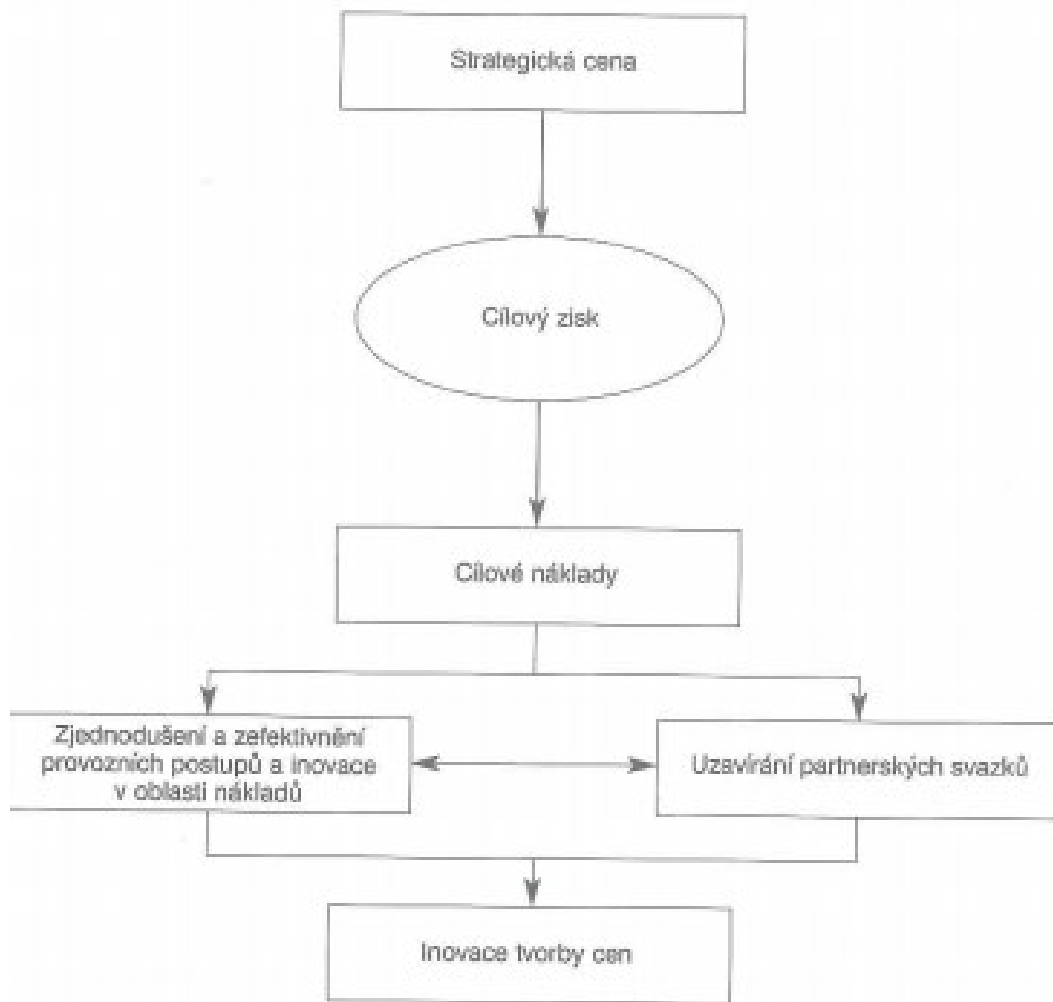 Strategická cena
Cílový zisk
Cílové náklady
Zjednodušení a zefektivnění
provozních postupů a inovace
v oblasti nákladů
Uzavírání partnerských svazků
Inovace tvorby cen